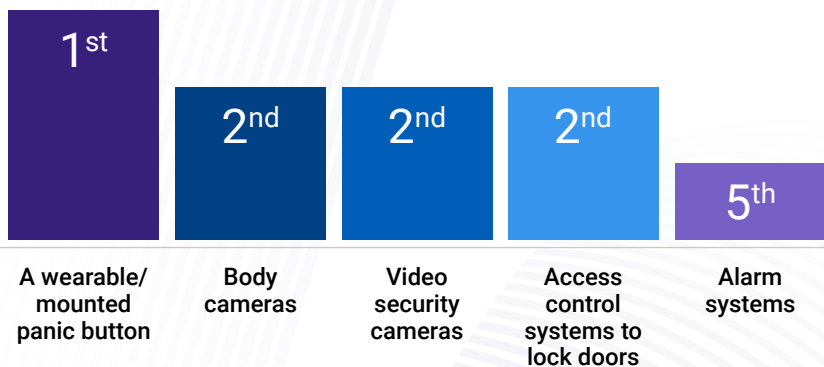 1st
2nd
2nd
2nd
5th
A wearable/
mounted
panic button
Body
cameras
Video
security
cameras
Access
control
systems to
lock doors
Alarm
systems